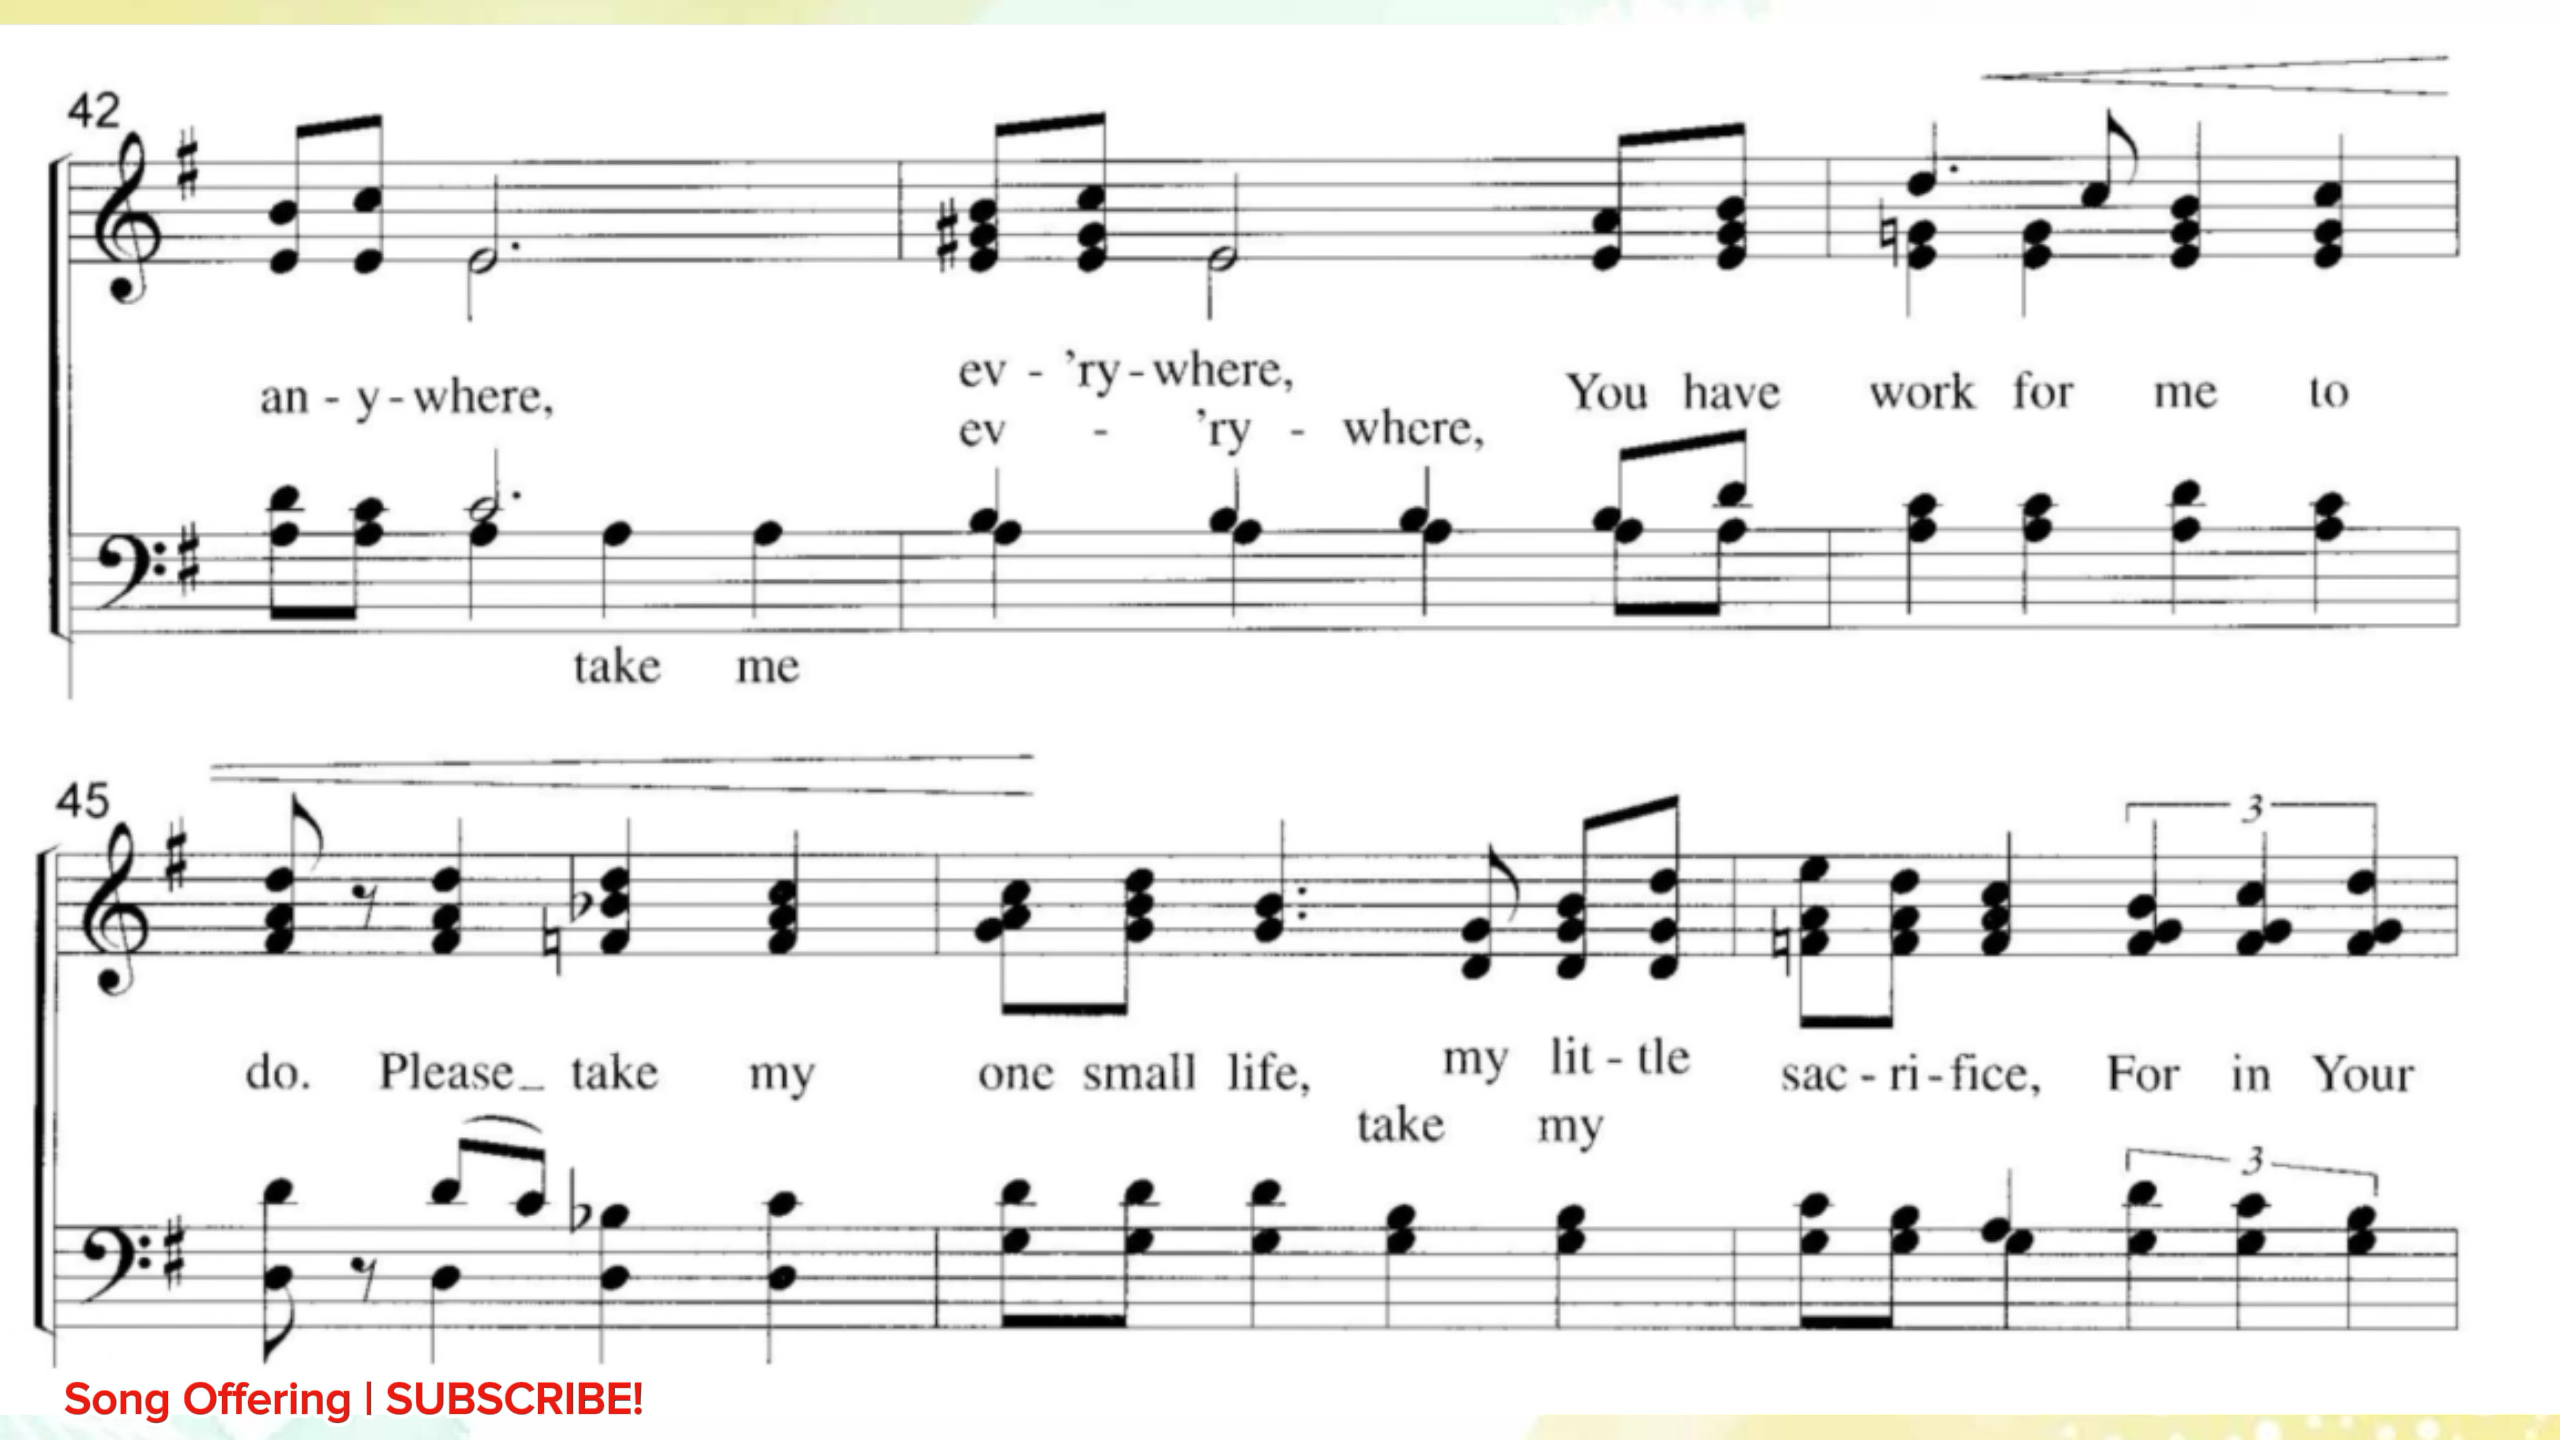 42
an - y - where,
ev - 'ry - where,
ev - 'ry - where,
You have work for me to
take me
45
3
do. Please_ take my one small life, my lit - tle sac - ri - fice, For in Your
take my
3
Song Offering | SUBSCRIBE!